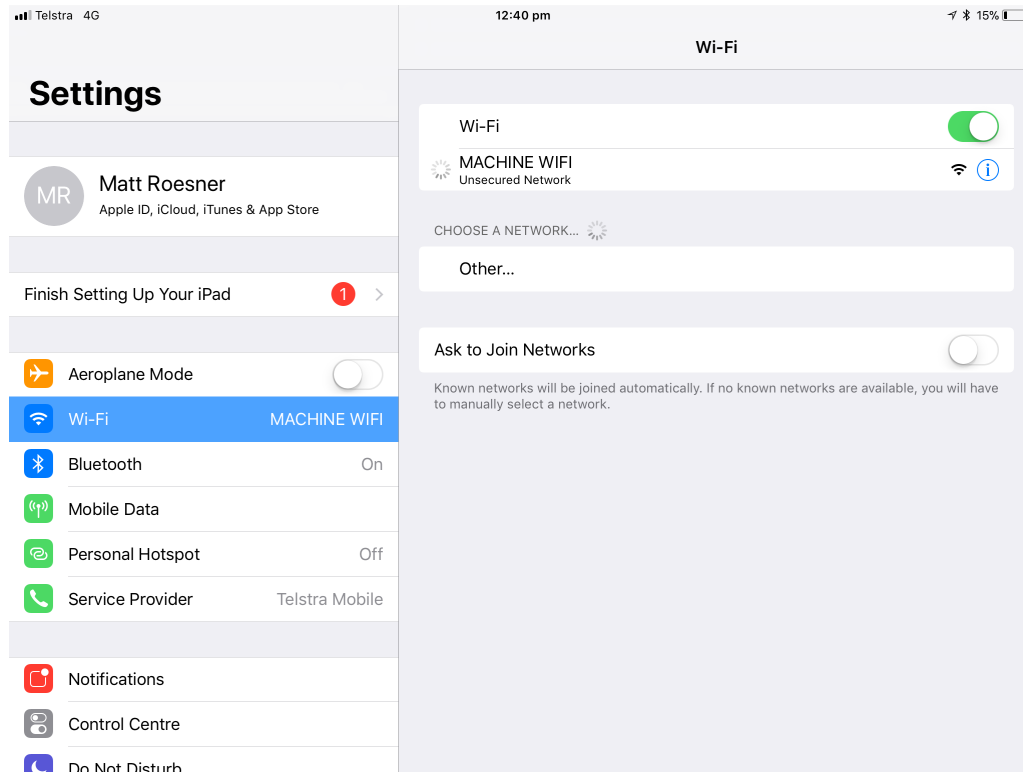 Telstra 4G
12:40 pm
15%
Settings
MR
Matt Roesner
Apple ID, iCloud, iTunes & App Store
Finish Setting Up Your iPad 1
Aeroplane Mode
Wi-Fi MACHINE WIFI
Bluetooth On
Mobile Data
Personal Hotspot Off
Service Provider Telstra Mobile
Notifications
Control Centre
Do Not Disturb
Wi-Fi
Wi-Fi
MACHINE WIFI
Unsecured Network
CHOOSE A NETWORK...
Other...
Ask to Join Networks
Known networks will be joined automatically. If no known networks are available, you will have
to manually select a network.